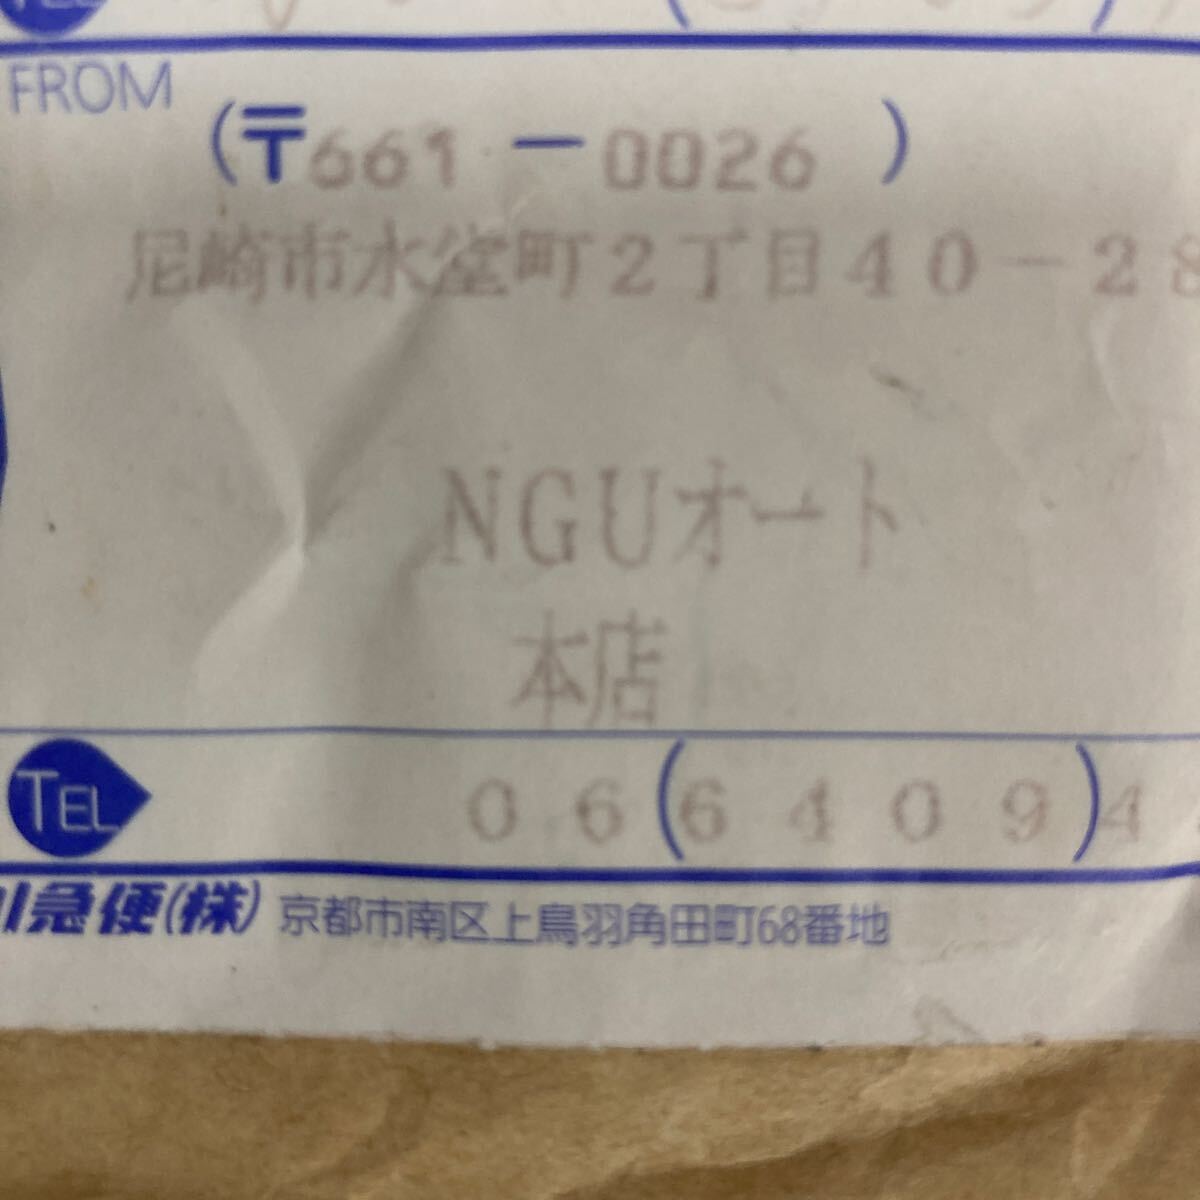 FROM
(〒661-0026)
尼崎市水堂町2丁目40-28
NGUオート
本店
TEL 06(6409)4
川急便(株) 京都市南区上鳥羽角田町68番地